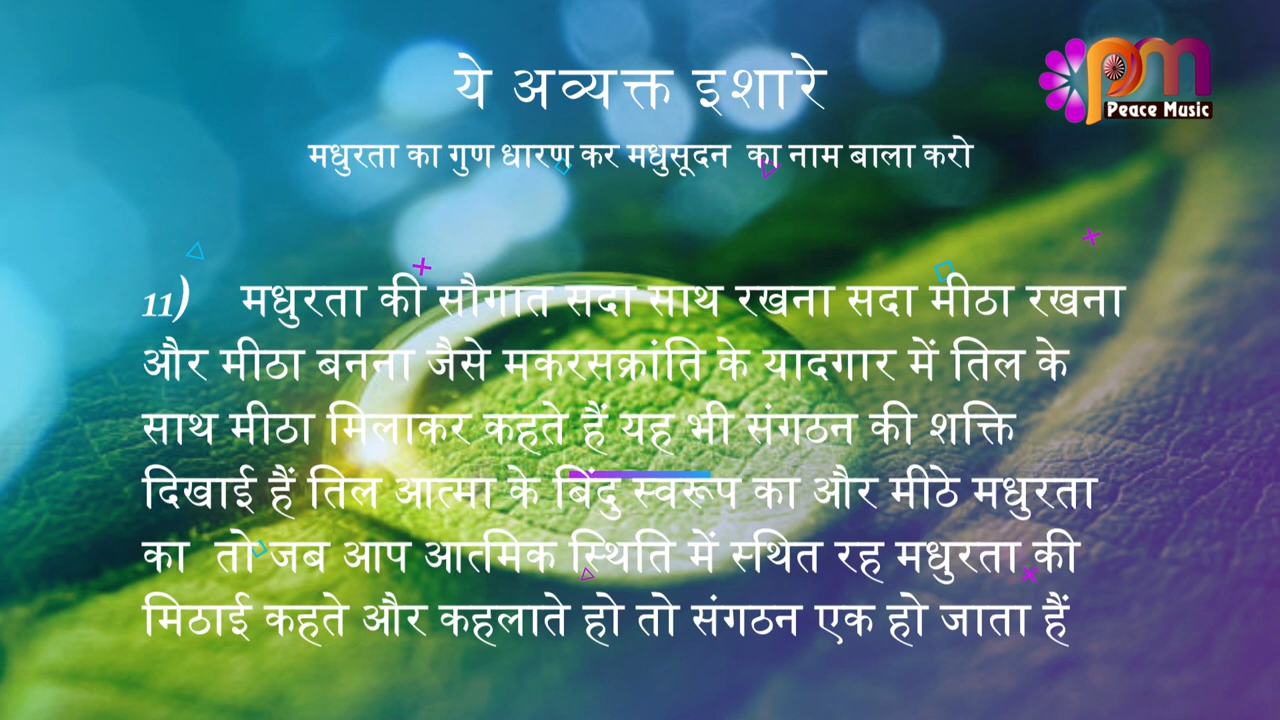 ये अव्यक्त इशारे
pm
Peace Music
मधुरता का गुण धारण कर मधुसूदन का नाम बाला करो
11) मधुरता की सौगात सदा साथ रखना सदा मीठा रखना
और मीठा बनना जैसे मकरसक्रांति के यादगार में तिल के
साथ मीठा मिलाकर कहते हैं यह भी संगठन की शक्ति
दिखाई हैं तिल आत्मा के बिंदु स्वरूप का और मीठे मधुरता
का तो जब आप आतमिक स्थिति में स्थित रह मधुरता की
मिठाई कहते और कहलाते हो तो संगठन एक हो जाता हैं